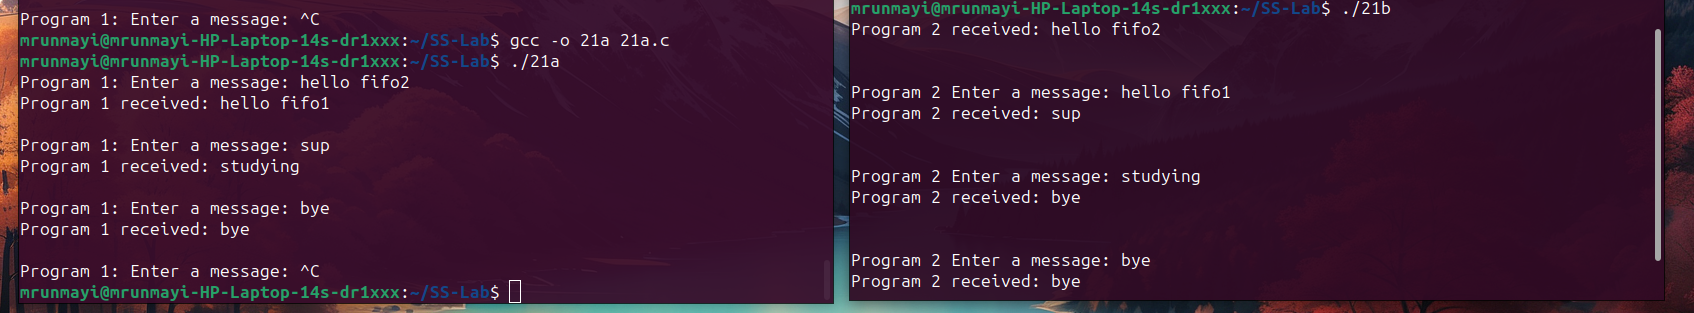 Program 1: Enter a message: ^C
mrunmayi@mrunmayi-HP-Laptop-14s-dr1xxx:~/SS-Lab$ gcc -o 21a 21a.c
mrunmayi@mrunmayi-HP-Laptop-14s-dr1xxx:~/SS-Lab$ ./21a
Program 1: Enter a message: hello fifo2
Program 1 received: hello fifo1
Program 1: Enter a message: sup
Program 1 received: studying
Program 1: Enter a message: bye
Program 1 received: bye
Program 1: Enter a message: ^C
mrunmayi@mrunmayi-HP-Laptop-14s-dr1xxx:~/SS-Lab$
mrunmayi@mrunmayi-HP-Laptop-14s-dr1xxx:~/SS-Lab$ ./21b
Program 2 received: hello fifo2
Program 2 Enter a message: hello fifo1
Program 2 received: sup
Program 2 Enter a message: studying
Program 2 received: bye
Program 2 Enter a message: bye
Program 2 received: bye